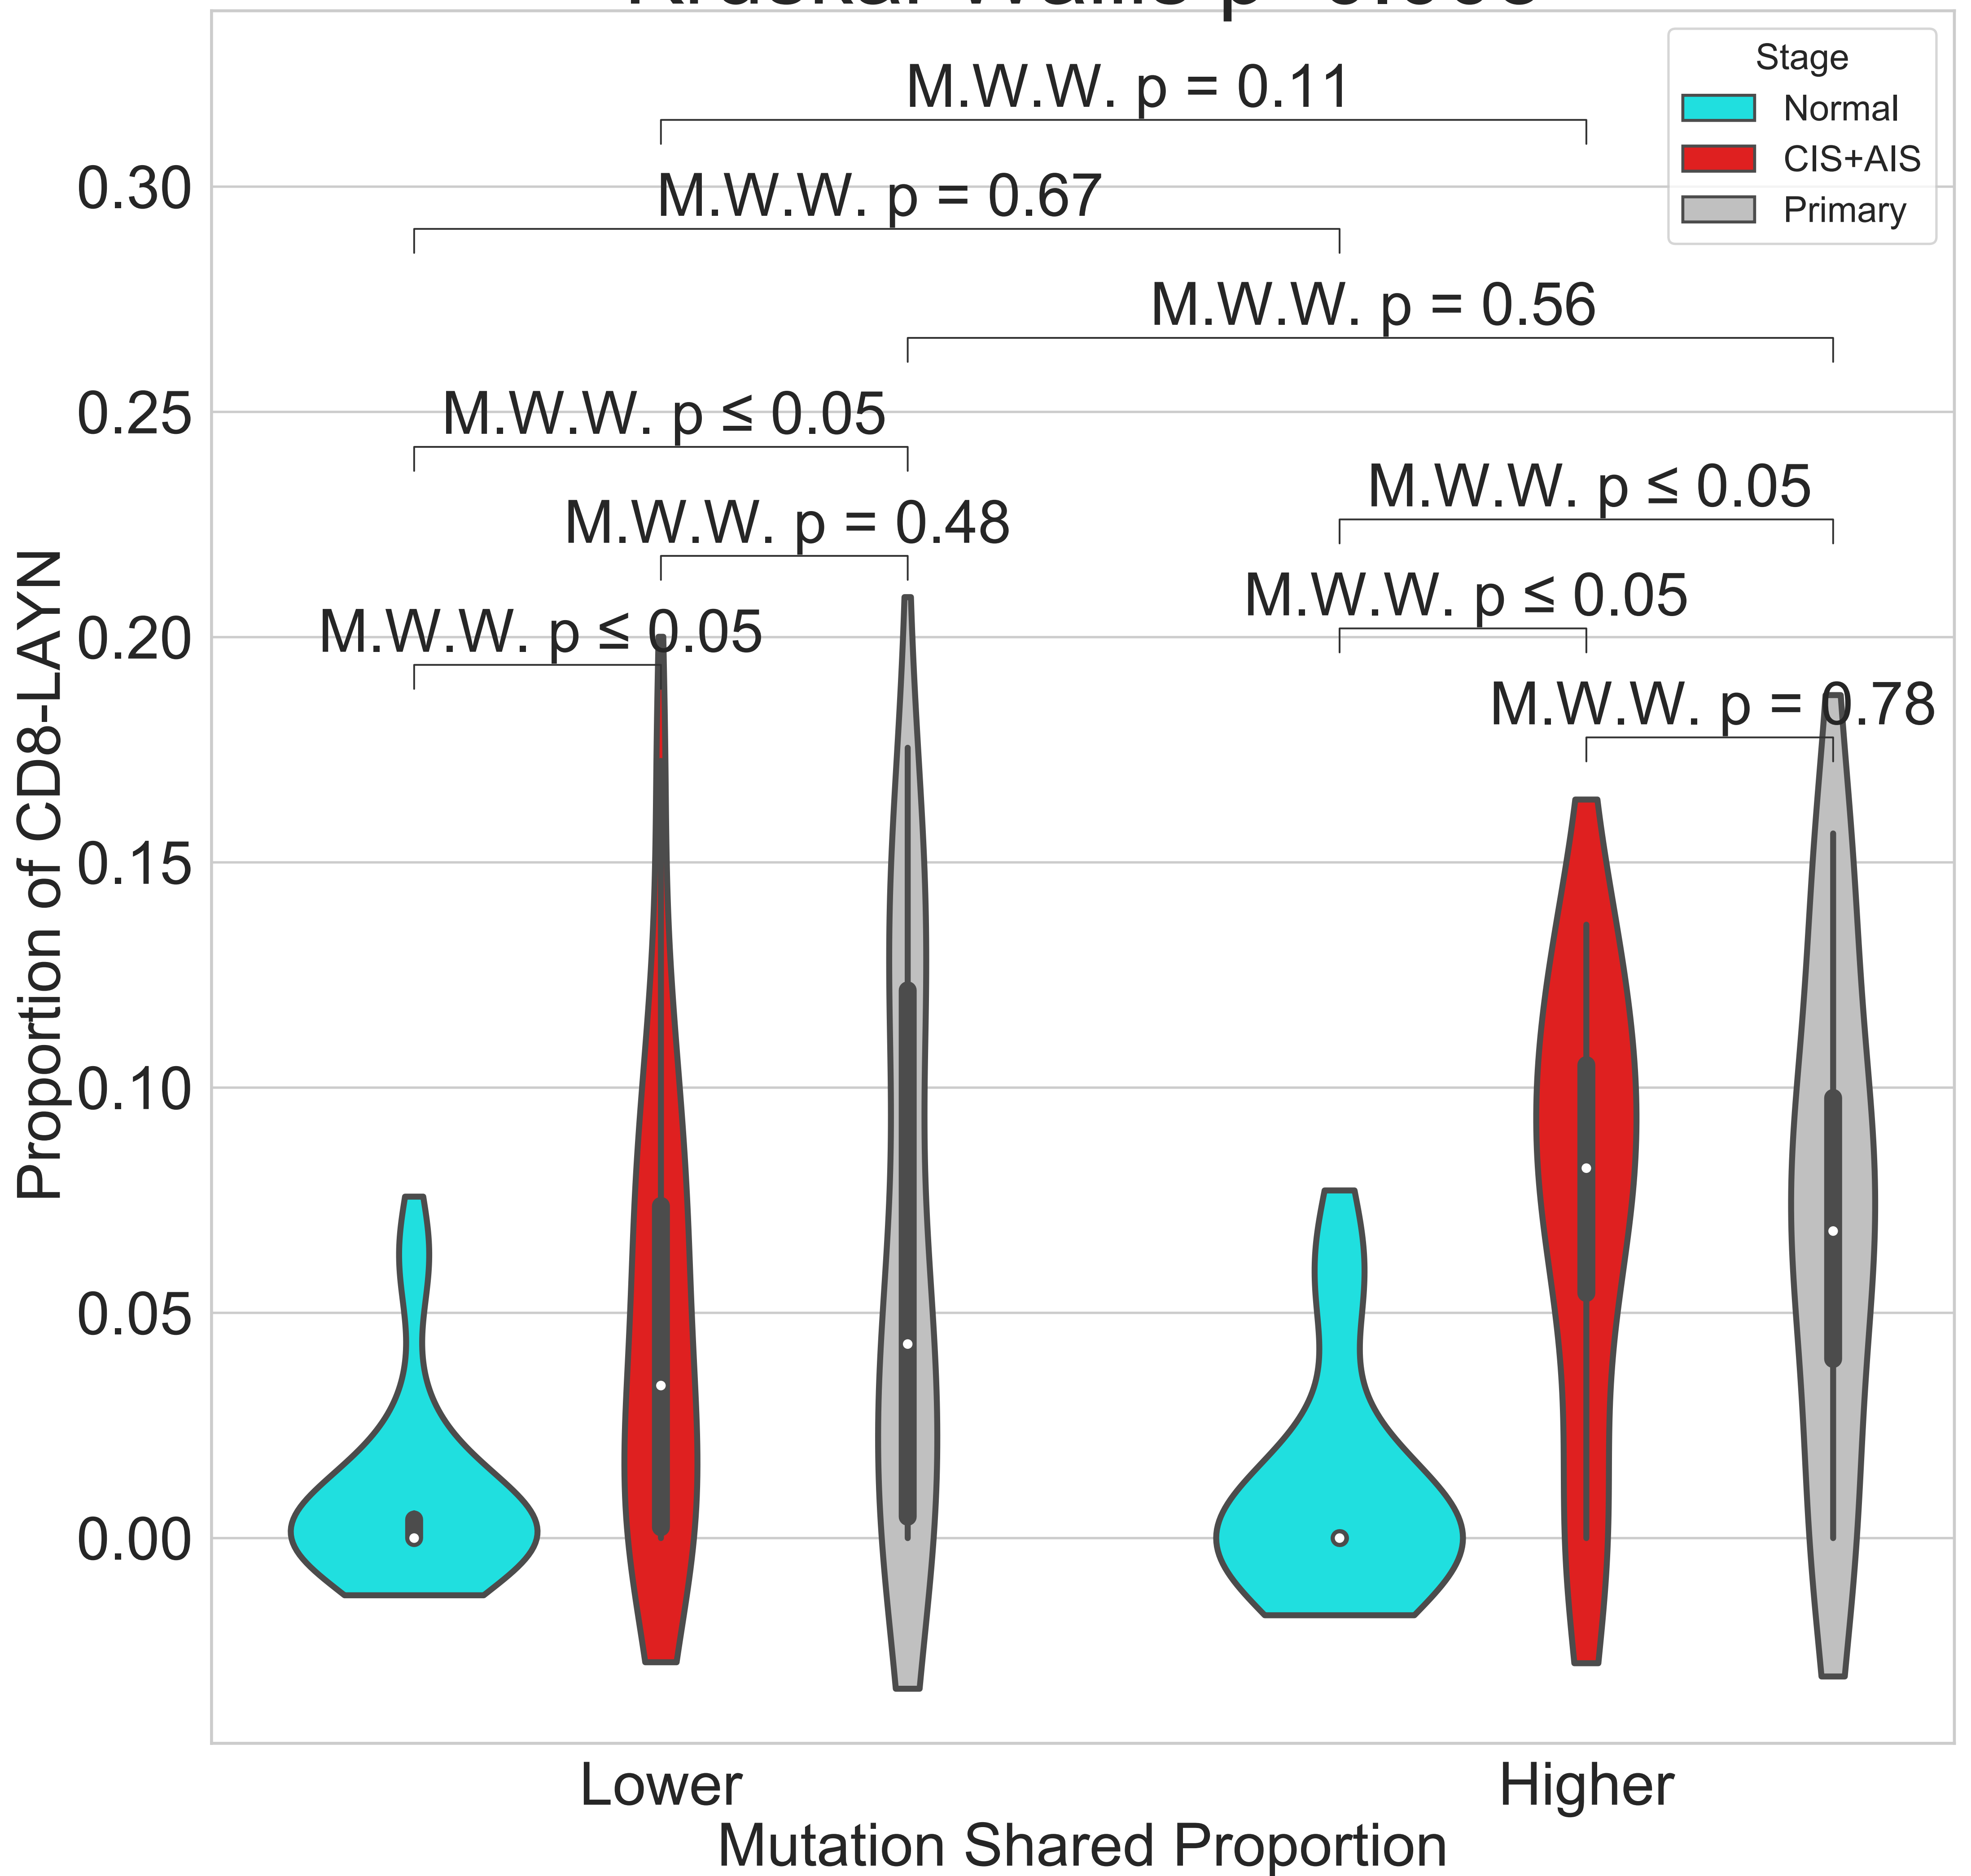 Stage
Normal
CIS+AIS
Primary
M.W.W. p = 0.11
M.W.W. p = 0.67
M.W.W. p = 0.56
M.W.W. p ≤ 0.05
M.W.W. p ≤ 0.05
M.W.W. p = 0.48
M.W.W. p ≤ 0.05
M.W.W. p ≤ 0.05
M.W.W. p = 0.78
0.30
0.25
0.20
0.15
0.10
0.05
0.00
Proportion of CD8-LAYN
Lower
Higher
Mutation Shared Proportion